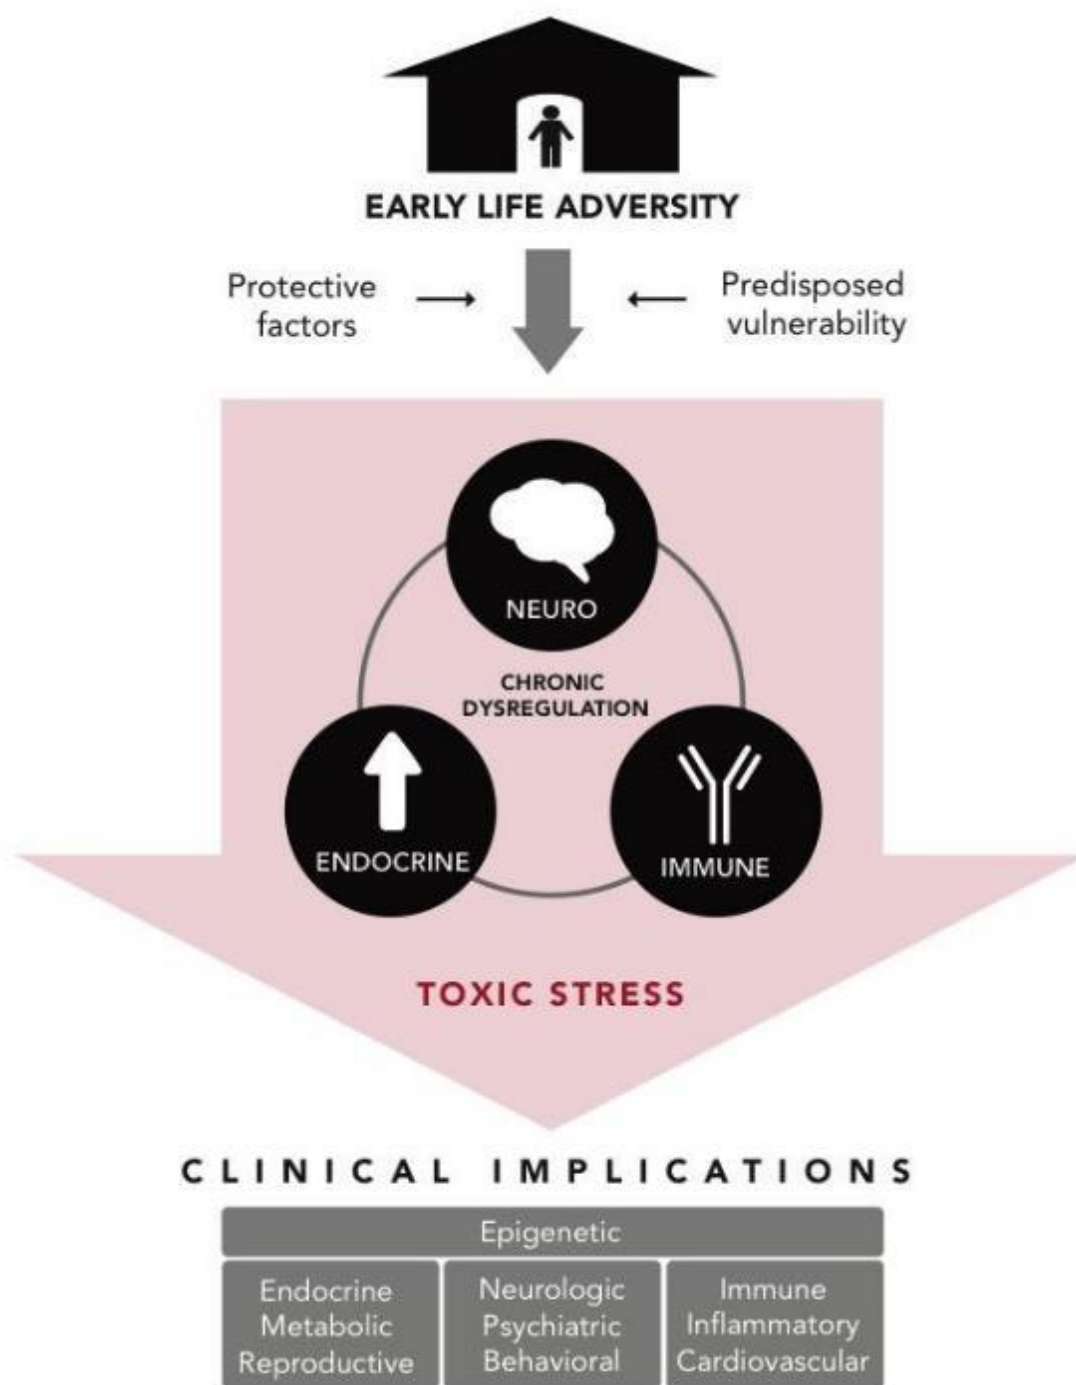 EARLY LIFE ADVERSITY
Protective
factors
Predisposed
vulnerability
NEURO
CHRONIC
DYSREGULATION
ENDOCRINE
IMMUNE
TOXIC STRESS
CLINICAL IMPLICATIONS
Epigenetic
Endocrine
Metabolic
Reproductive
Neurologic
Psychiatric
Behavioral
Immune
Inflammatory
Cardiovascular